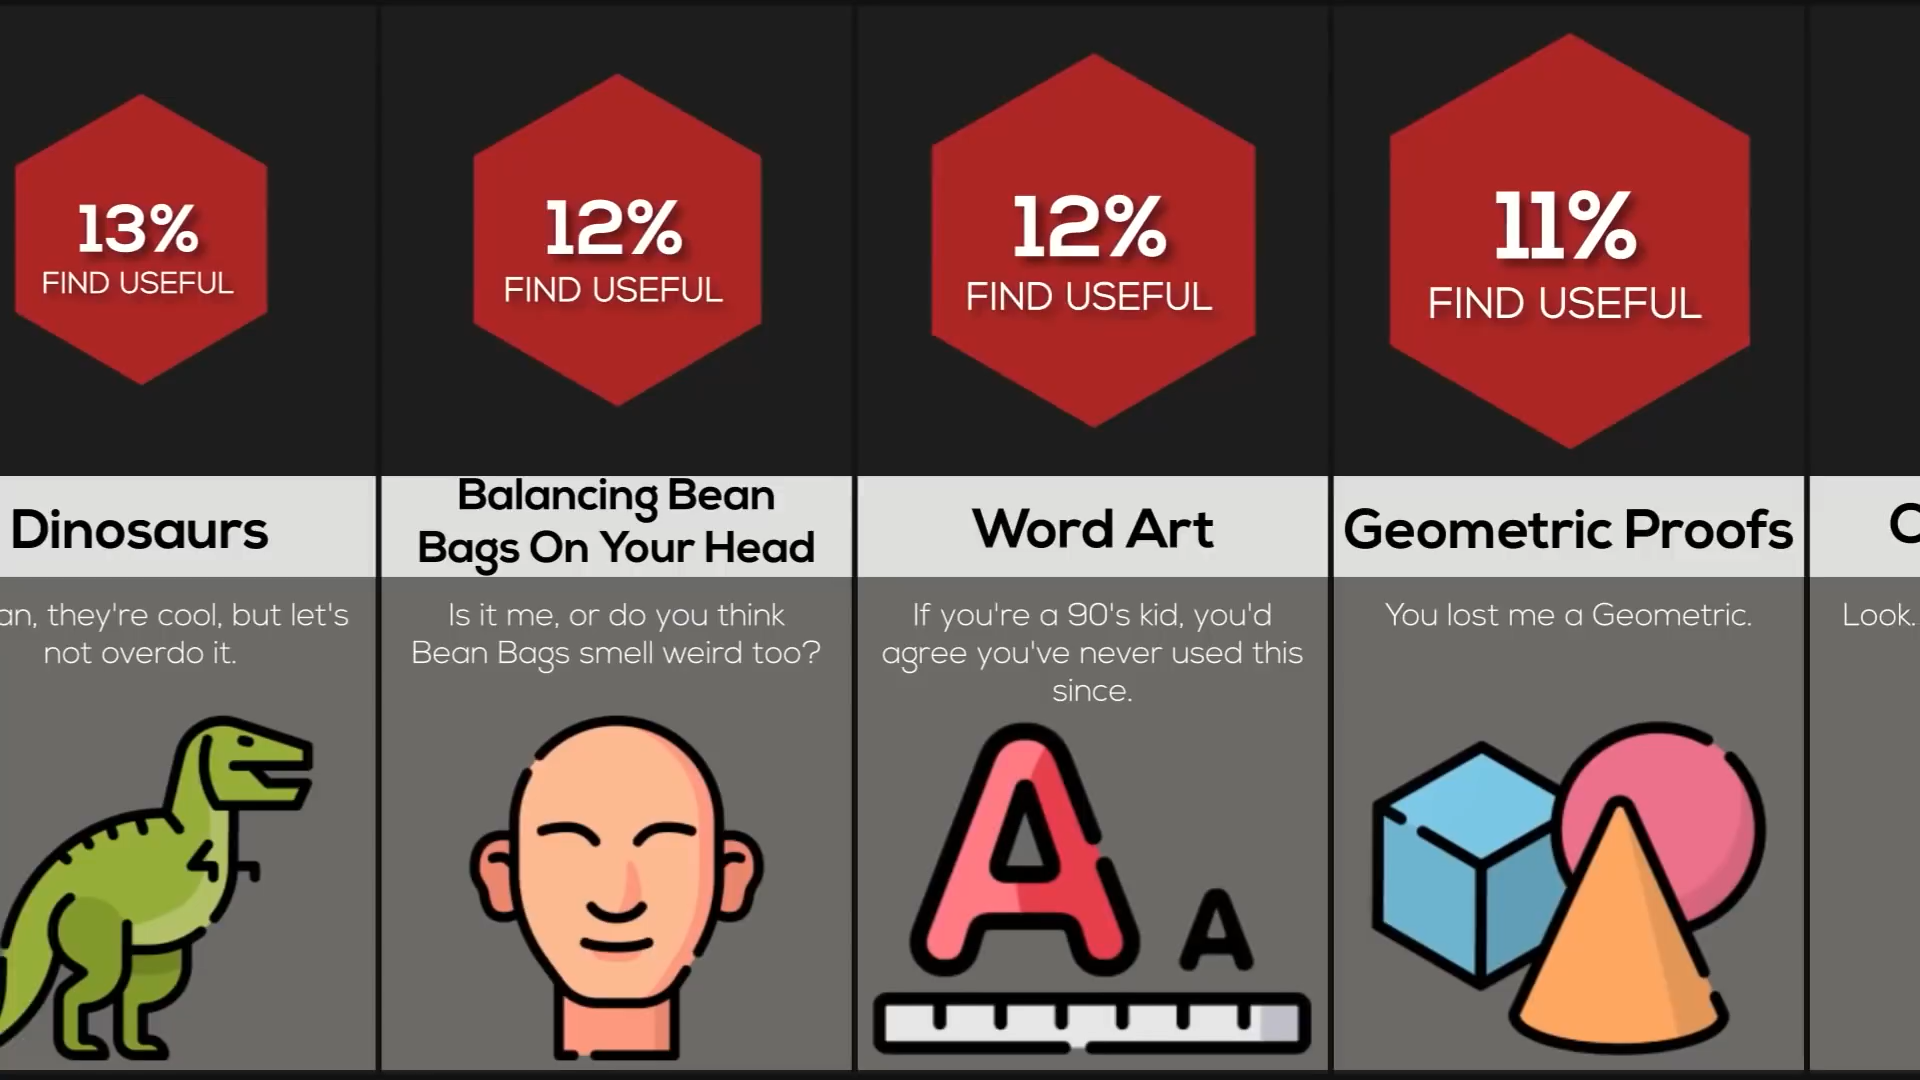 13%
FIND USEFUL
Dinosaurs
an, they're cool, but let's
not overdo it.
12%
FIND USEFUL
Balancing Bean
Bags On Your Head
Is it me, or do you think
Bean Bags smell weird too?
12%
FIND USEFUL
Word Art
If you're a 90's kid, you'd
agree you've never used this
since.
A
A
11%
FIND USEFUL
Geometric Proofs
You lost me a Geometric.
Look.